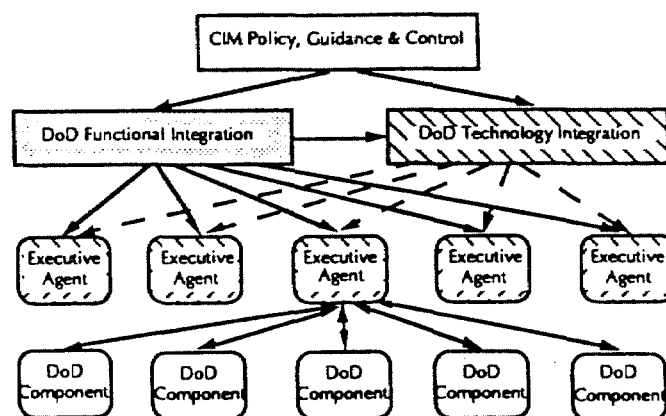 CIM Policy, Guidance & Control
DoD Functional Integration
DoD Technology Integration
Executive
Agent
Executive
Agent
Executive
Agent
Executive
Agent
Executive
Agent
DoD
Component
DoD
Component
DoD
Component
DoD
Component
DoD
Component